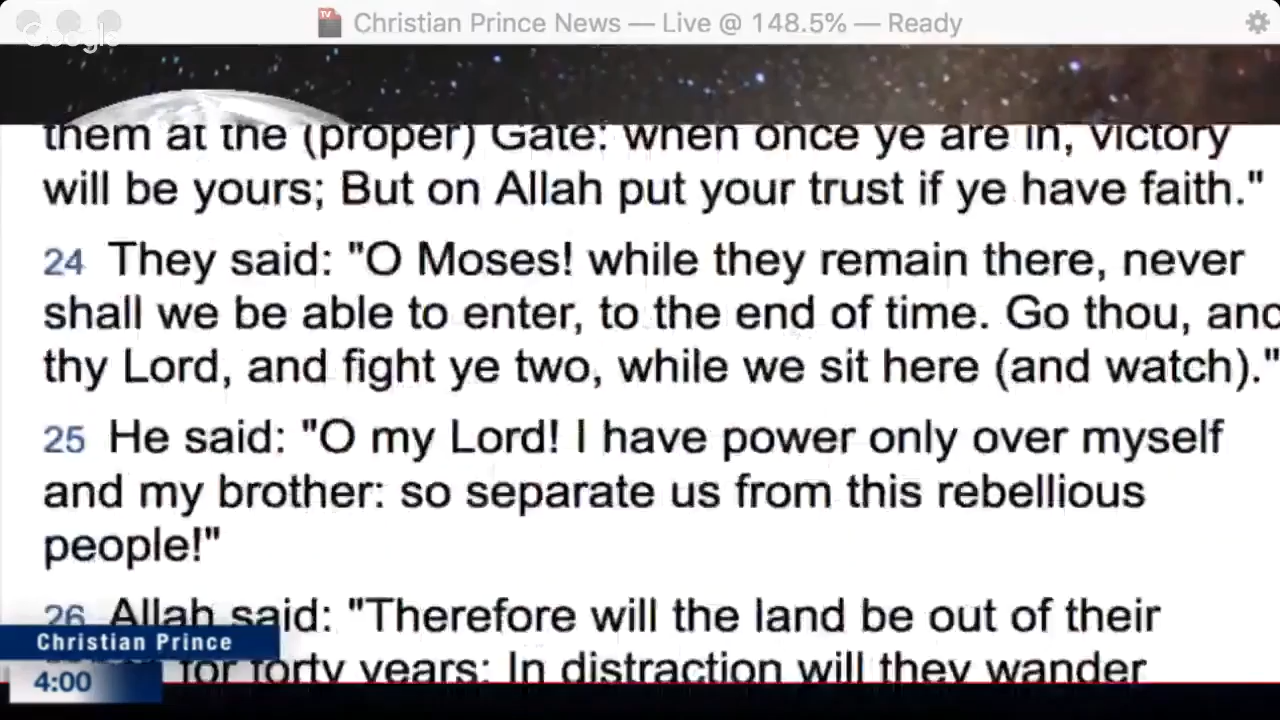 Christian Prince News — Live @ 148.5% — Ready
Google
them at the (proper) Gate: when once ye are in, victory
will be yours; But on Allah put your trust if ye have faith."
24 They said: "O Moses! while they remain there, never
shall we be able to enter, to the end of time. Go thou, and
thy Lord, and fight ye two, while we sit here (and watch)."
25 He said: "O my Lord! I have power only over myself
and my brother: so separate us from this rebellious
people!"
26 Allah said: "Therefore will the land be out of their
for forty years: In distraction will they wander
Christian Prince
4:00